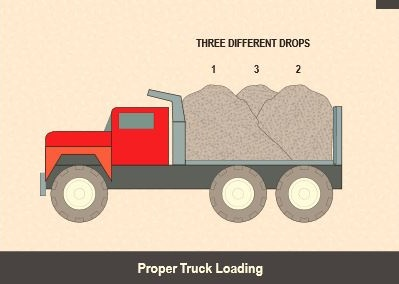 THREE DIFFERENT DROPS
1 3 2
Proper Truck Loading